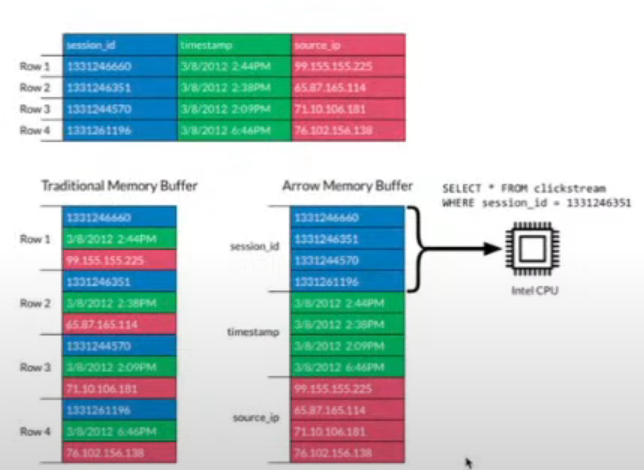 session_id timestamp source_ip
Row 1 1331246660 3/8/2012 2:44PM 99.155.155.225
Row 2 1331246351 3/8/2012 2:38PM 65.87.165.114
Row 3 1331244570 3/8/2012 2:09PM 71.10.106.181
Row 4 1331261196 3/8/2012 6:46PM 76.102.156.138
Traditional Memory Buffer
Row 1
1331246660
3/8/2012 2:44PM
99.155.155.225
Row 2
1331246351
3/8/2012 2:38PM
65.87.165.114
Row 3
1331244570
3/8/2012 2:09PM
71.10.106.181
Row 4
1331261196
3/8/2012 6:46PM
76.102.156.138
Arrow Memory Buffer
session_id
1331246660
1331246351
1331244570
1331261196
timestamp
3/8/2012 2:44PM
3/8/2012 2:38PM
3/8/2012 2:09PM
3/8/2012 6:46PM
source_ip
99.155.155.225
65.87.165.114
71.10.106.181
76.102.156.138
SELECT * FROM clickstream
WHERE session_id = 1331246351
Intel CPU